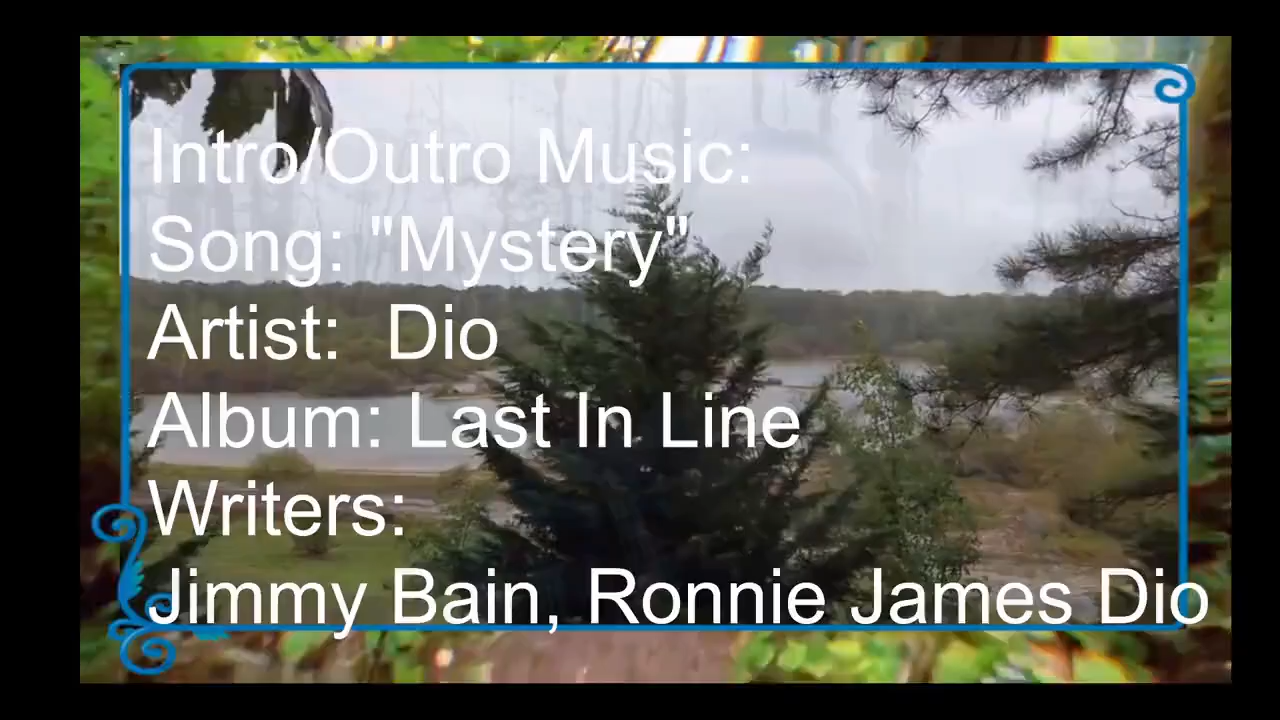 Intro/Outro Music:
Song: "Mystery"
Artist:  Dio
Album: Last In Line
Writers:
Jimmy Bain, Ronnie James Dio